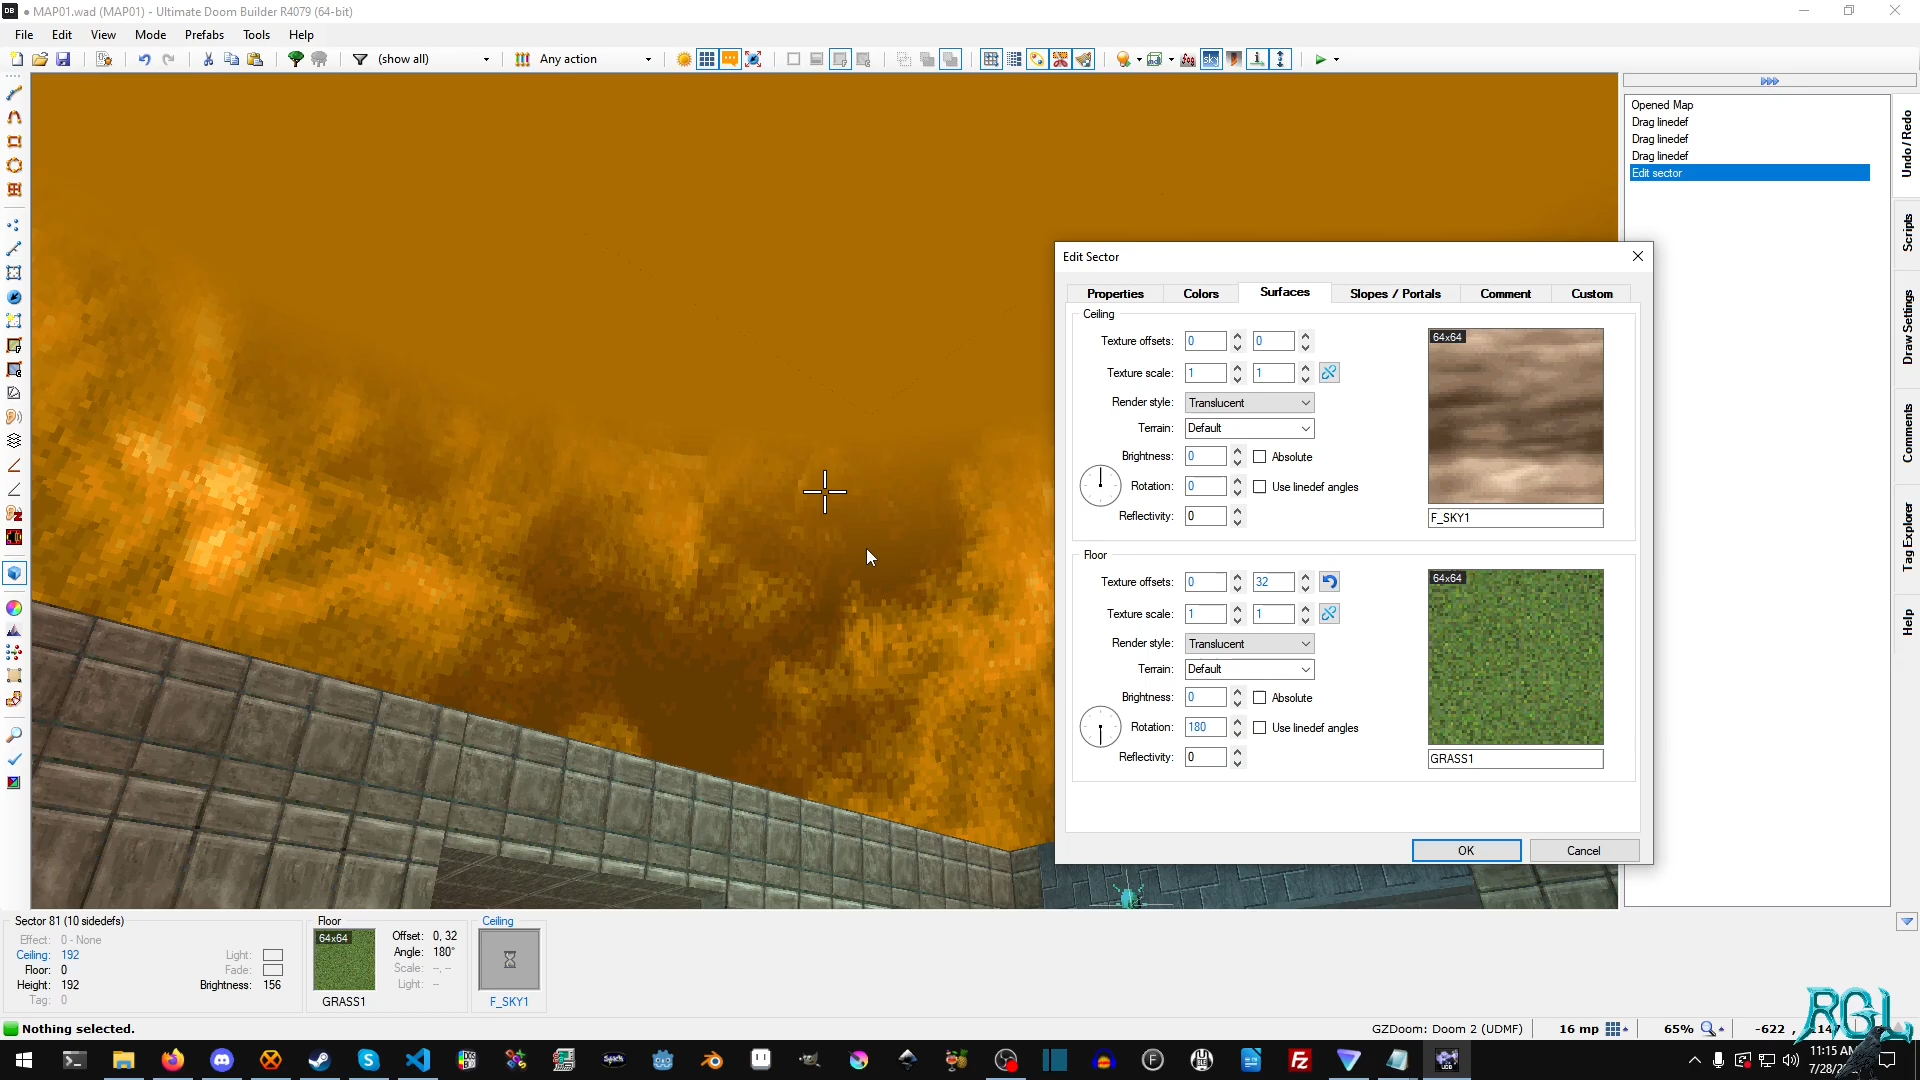 MAP01.wad (MAP01) - Ultimate Doom Builder R4079 (64-bit)
File Edit View Mode Prefabs Tools Help
(show all) Any action
Opened Map
Drag linedef
Drag linedef
Drag linedef
Edit sector
Undo / Redo
Scripts
Draw Settings
Comments
Tag Explorer
Help
Edit Sector
Properties Colors Surfaces Slopes / Portals Comment Custom
Ceiling
Texture offsets: 0 0
Texture scale: 1 1
Render style: Translucent
Terrain: Default
Brightness: 0 Absolute
Rotation: 0 Use linedef angles
Reflectivity: 0
64x64
F_SKY1
Floor
Texture offsets: 0 32
Texture scale: 1 1
Render style: Translucent
Terrain: Default
Brightness: 0 Absolute
Rotation: 180 Use linedef angles
Reflectivity: 0
64x64
GRASS1
OK Cancel
Sector 81 (10 sidedefs)
Effect: 0 - None
Ceiling: 192
Floor: 0
Height: 192
Tag: 0
Light:
Fade:
Brightness: 156
Floor
64x64
GRASS1
Offset: 0, 32
Angle: 180°
Scale: --, --
Light: --
Ceiling
F_SKY1
Nothing selected.
GZDoom: Doom 2 (UDMF) 16 mp 65% -622 ,
RGL
11:15 AM